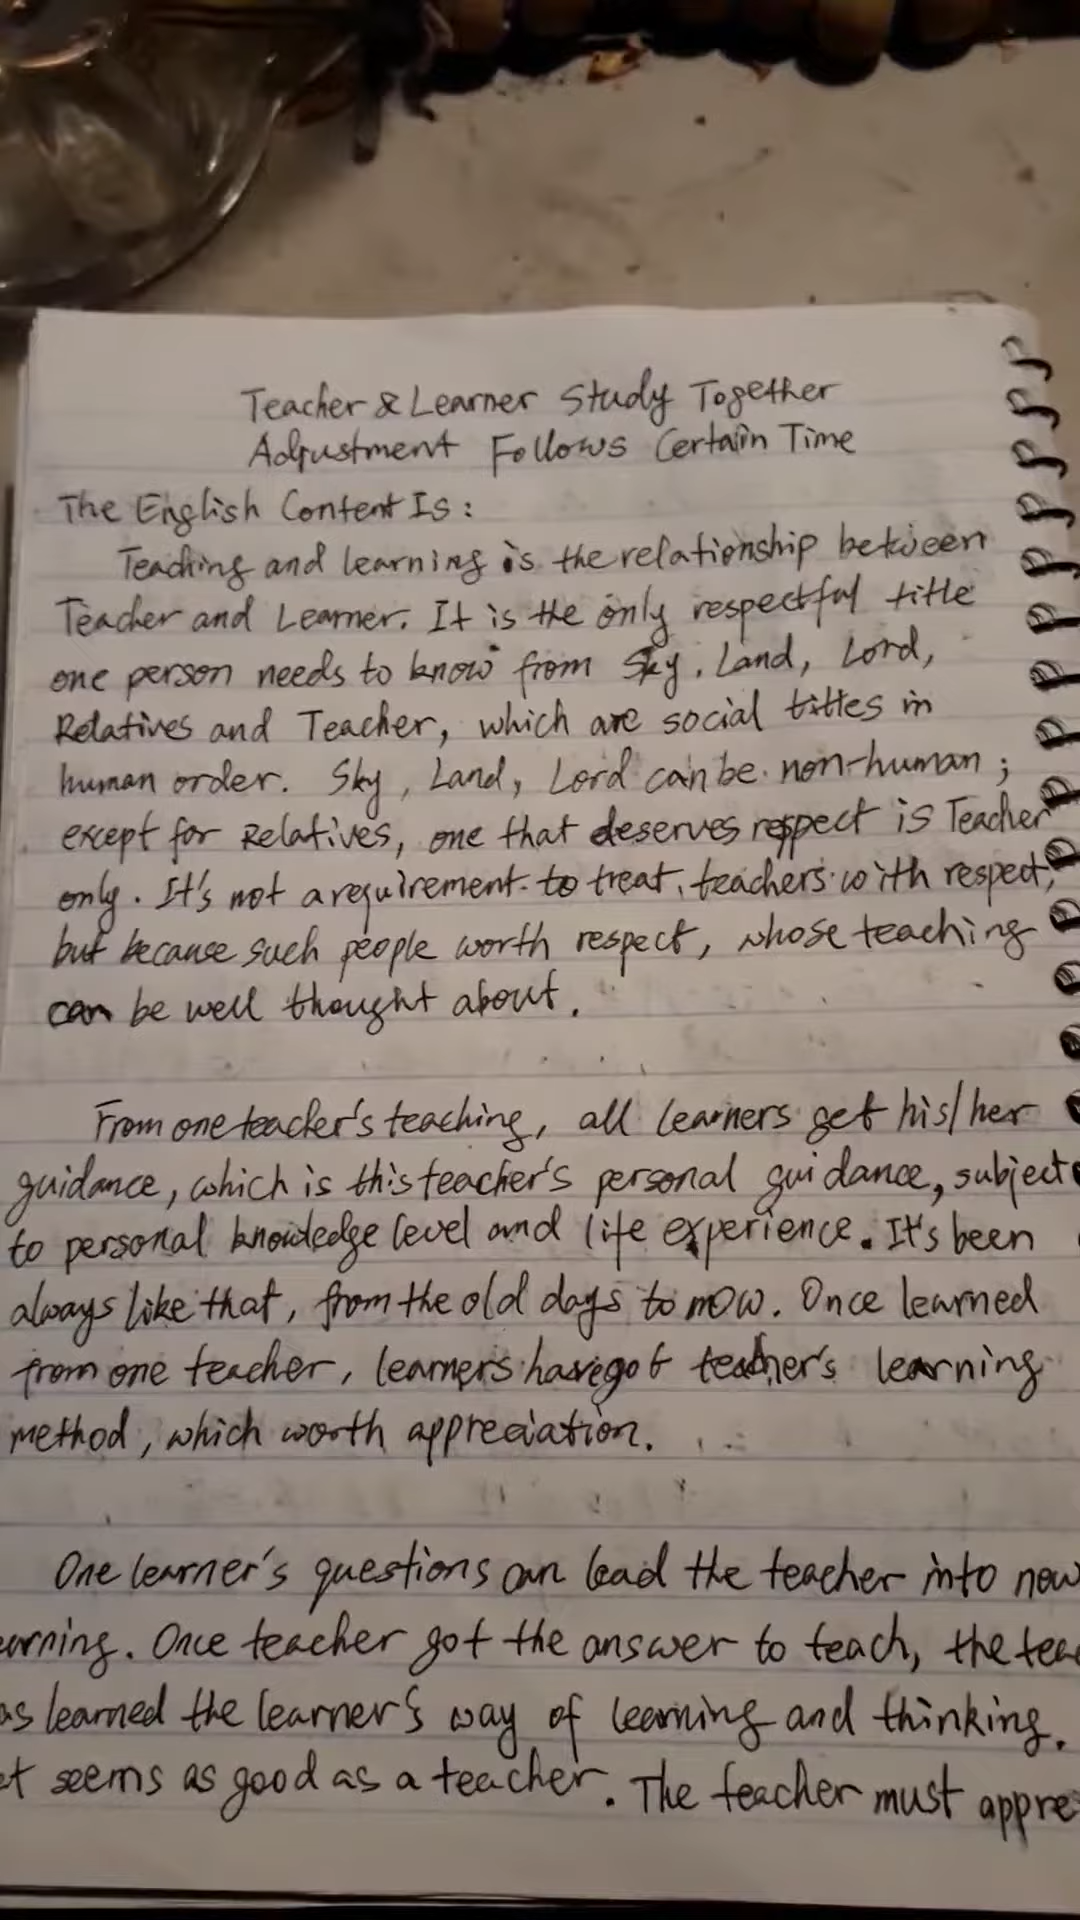 Teacher & Learner Study Together
Adjustment Follows Certain Time
The English Content Is:
Teaching and learning is the relationship between
Teacher and Learner. It is the only respectful title
one person needs to know from Sky, Land, Lord,
Relatives and Teacher, which are social titles in
human order. Sky, Land, Lord can be non-human;
except for Relatives, one that deserves respect is Teacher
only. It's not a requirement to treat teachers with respect,
but because such people worth respect, whose teaching
can be well thought about.
From one teacher's teaching, all learners get his/her
guidance, which is this teacher's personal guidance, subject
to personal knowledge level and life experience. It's been
always like that, from the old days to now. Once learned
from one teacher, learners have got teacher's learning
method, which worth appreciation.
One learner's questions can lead the teacher into now
arning. Once teacher got the answer to teach, the tea
as learned the learner's way of learning and thinking.
et seems as good as a teacher. The teacher must appre